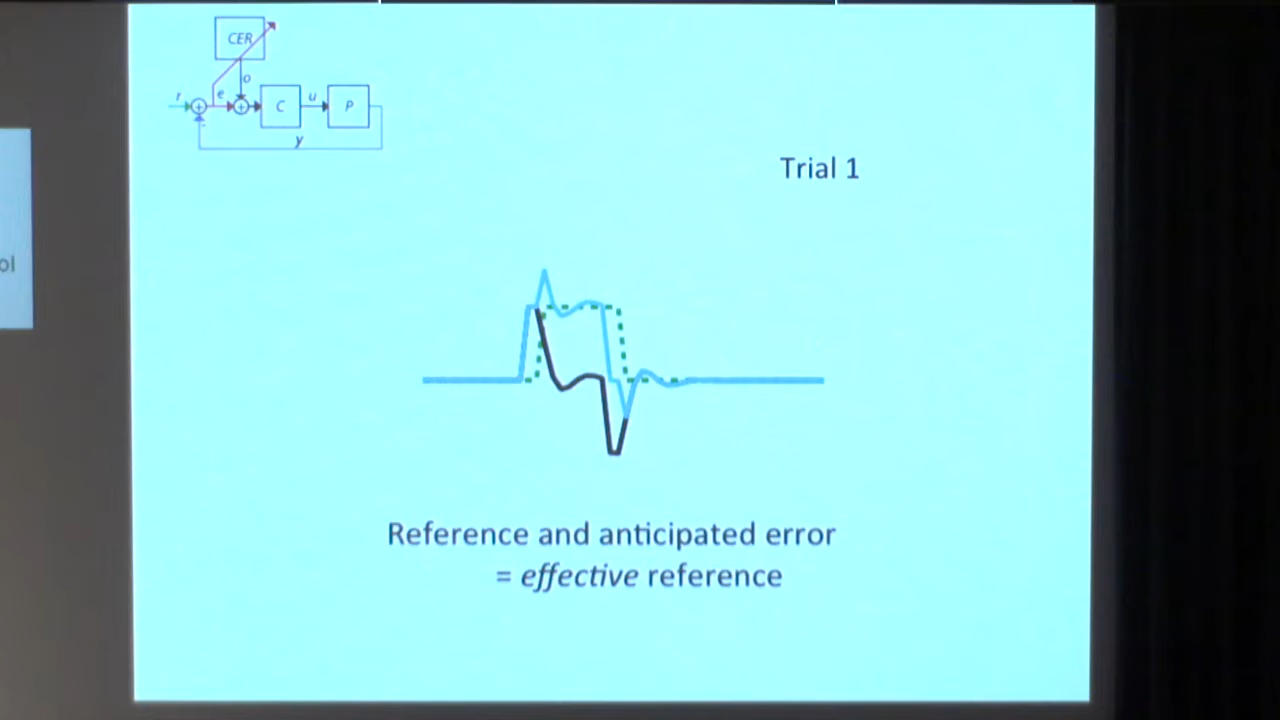 CER
o
r
e
C
u
P
y
ol
Trial 1
Reference and anticipated error
= effective reference